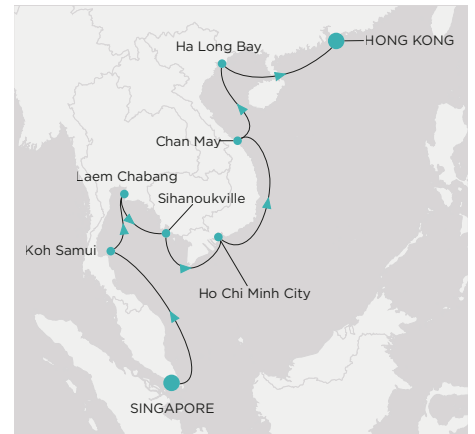 HONG KONG
Ha Long Bay
Chan May
Laem Chabang
Sihanoukville
Koh Samui
Ho Chi Minh City
SINGAPORE